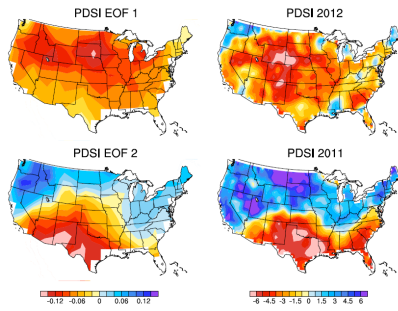 PDSI EOF 1
PDSI 2012
PDSI EOF 2
PDSI 2011
-0.12 -0.06 0 0.06 0.12
-6 -4.5 -3 -1.5 0 1.5 3 4.5 6